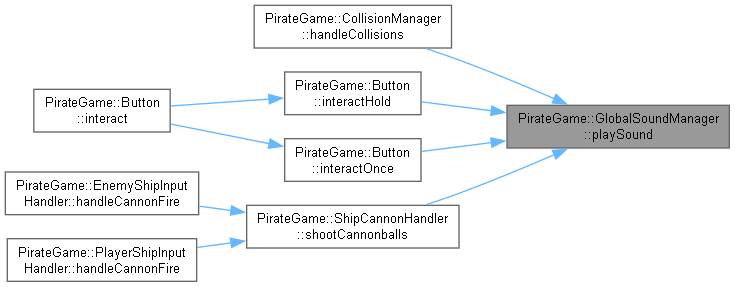 PirateGame::CollisionManager
::handleCollisions
PirateGame::Button
::interactHold
PirateGame::Button
::interact
PirateGame::GlobalSoundManager
::playSound
PirateGame::Button
::interactOnce
PirateGame::EnemyShipInput
Handler::handleCannonFire
PirateGame::ShipCannonHandler
::shootCannonballs
PirateGame::PlayerShipInput
Handler::handleCannonFire